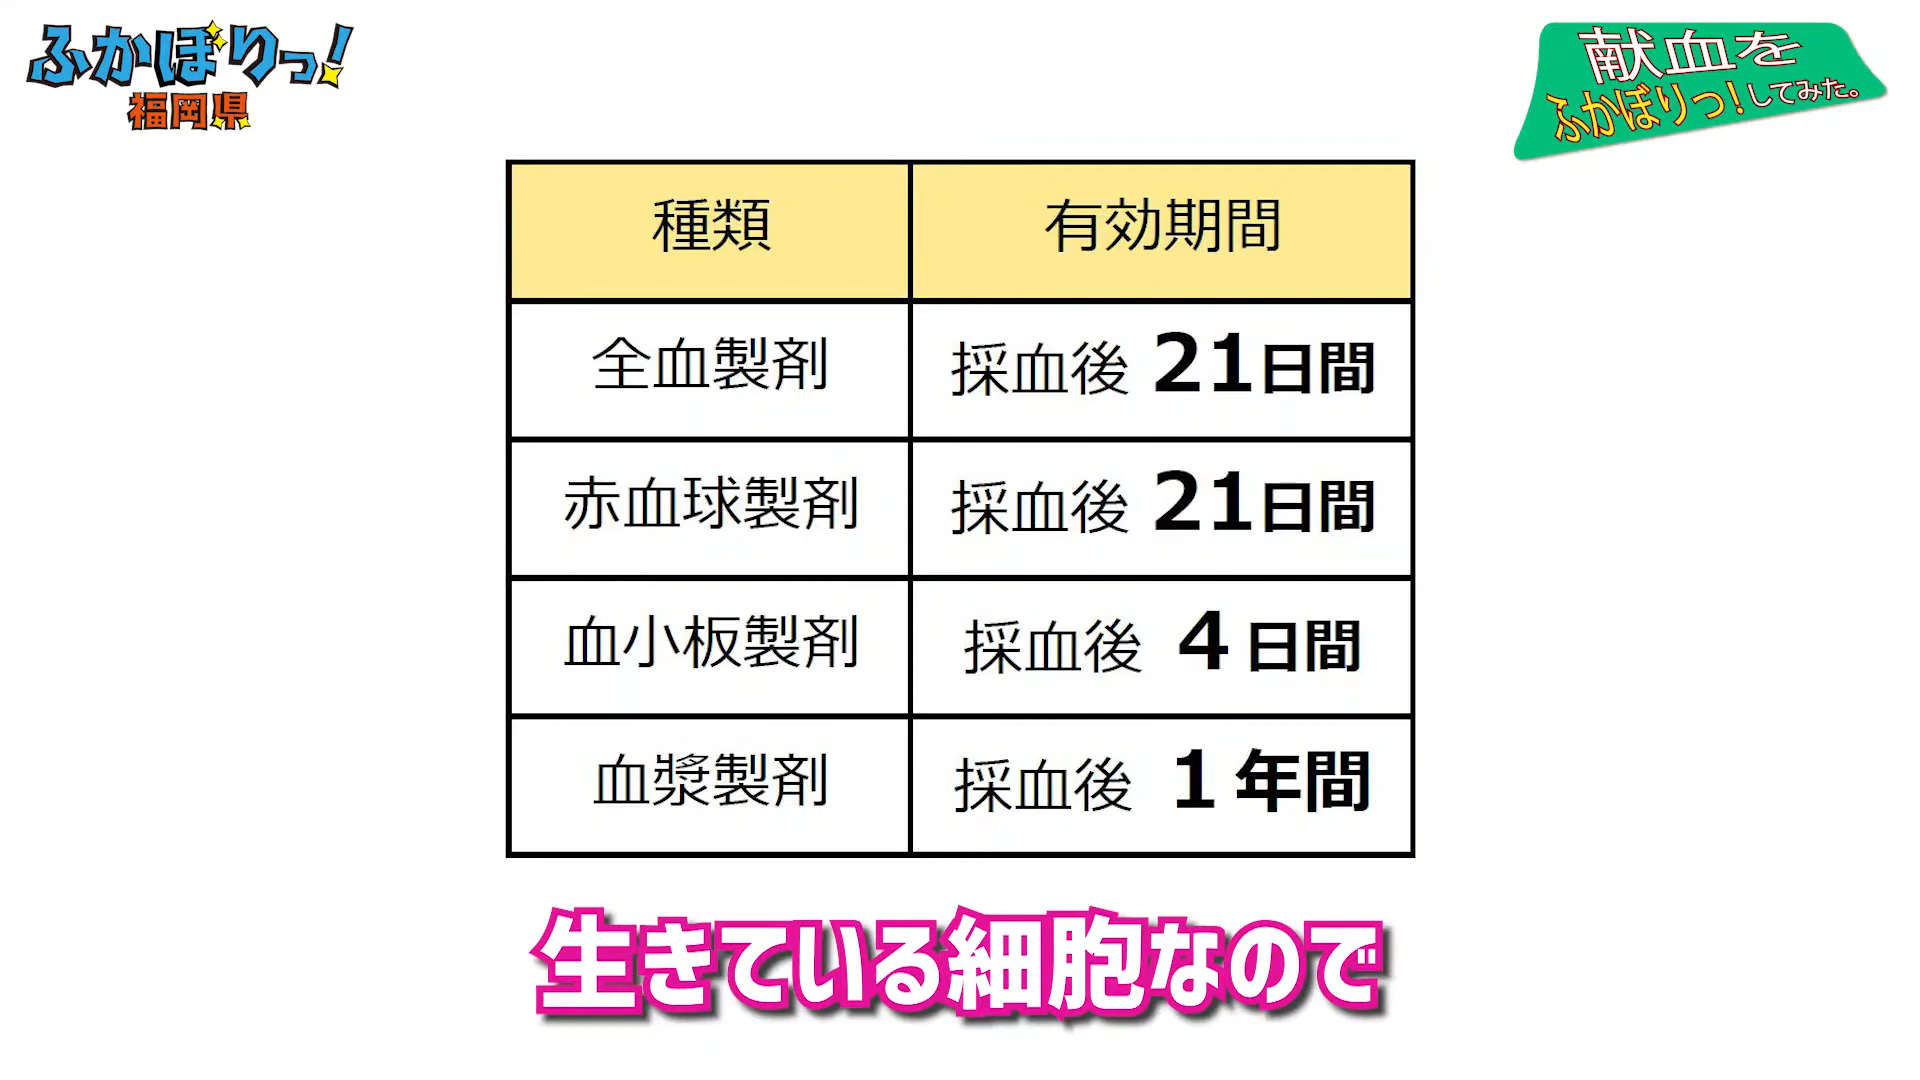 ふかぼりっ!
福岡県
献血を
ふかぼりっ!してみた。
種類 有効期間
全血製剤 採血後 21日間
赤血球製剤 採血後 21日間
血小板製剤 採血後 4日間
血漿製剤 採血後 1年間
生きている細胞なので